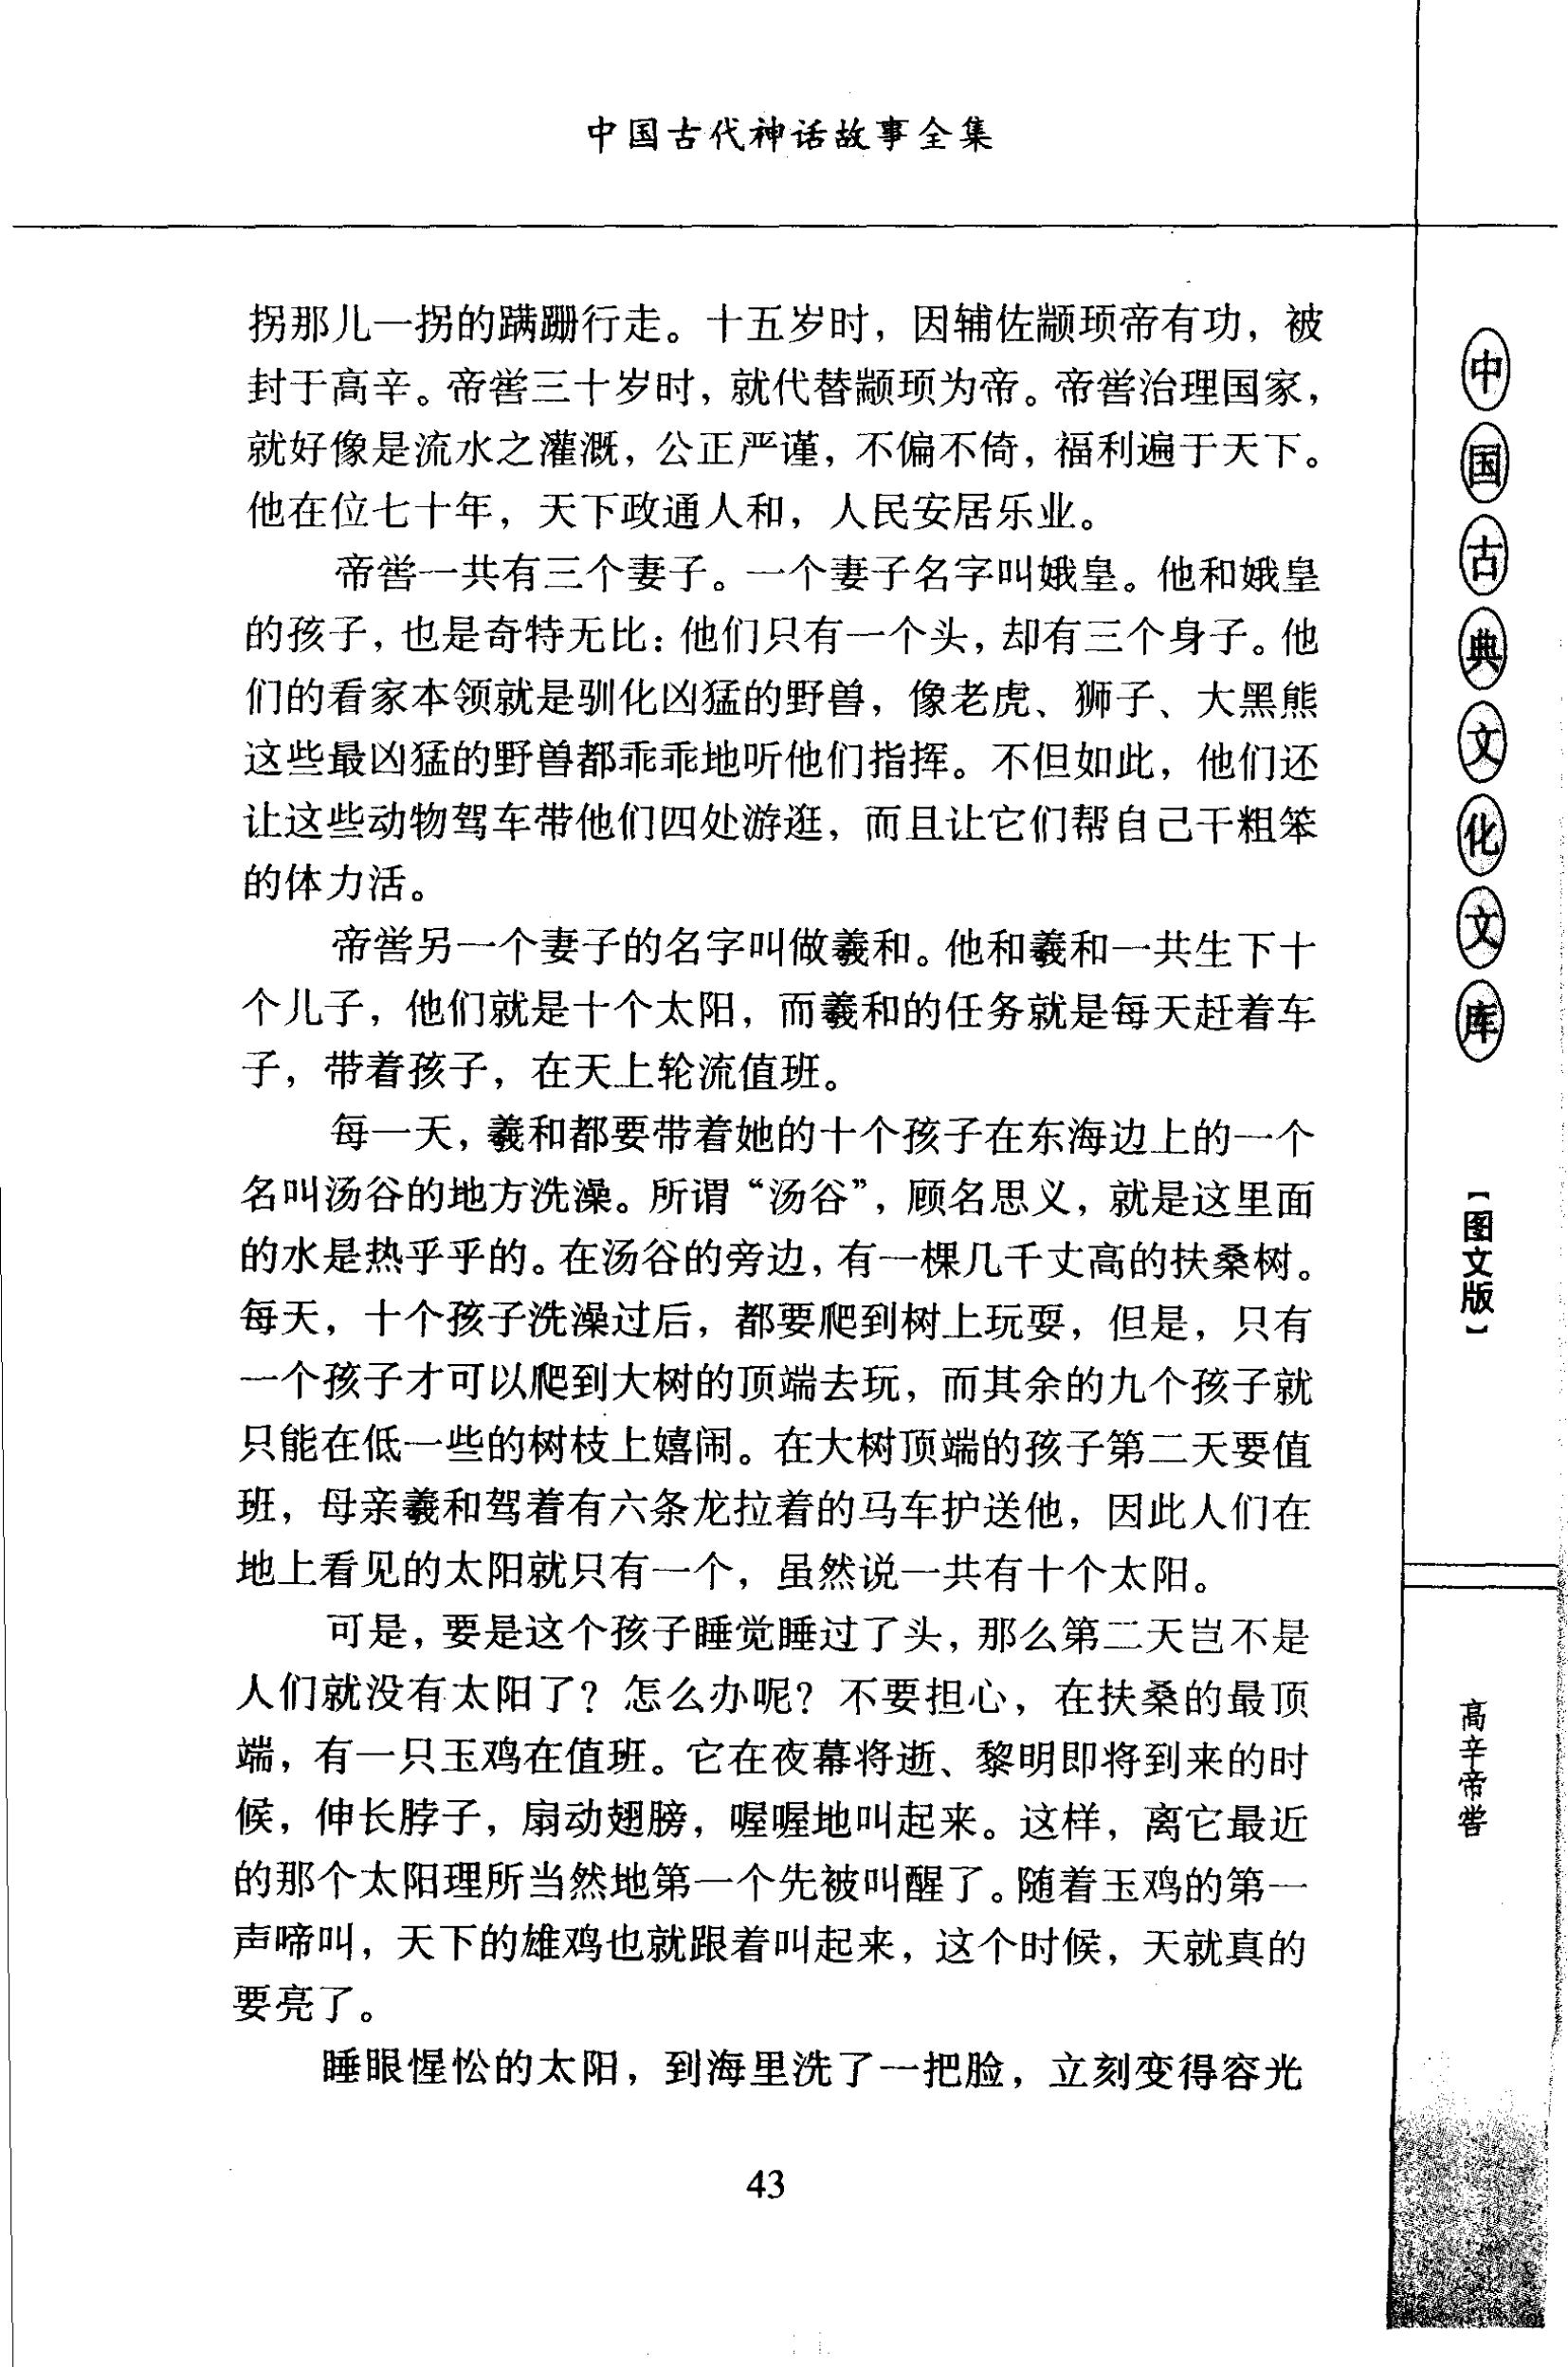 中国古代神话故事全集
拐那儿一拐的蹒跚行走。十五岁时，因辅佐颛顼帝有功，被
封于高辛。帝喾三十岁时，就代替颛顼为帝。帝喾治理国家，
就好像是流水之灌溉，公正严谨，不偏不倚，福利遍于天下。
他在位七十年，天下政通人和，人民安居乐业。
帝喾一共有三个妻子。一个妻子名字叫娥皇。他和娥皇
的孩子，也是奇特无比：他们只有一个头，却有三个身子。他
们的看家本领就是驯化凶猛的野兽，像老虎、狮子、大黑熊
这些最凶猛的野兽都乖乖地听他们指挥。不但如此，他们还
让这些动物驾车带他们四处游逛，而且让它们帮自己干粗笨
的体力活。
帝喾另一个妻子的名字叫做羲和。他和羲和一共生下十
个儿子，他们就是十个太阳，而羲和的任务就是每天赶着车
子，带着孩子，在天上轮流值班。
每一天，羲和都要带着她的十个孩子在东海边上的一个
名叫汤谷的地方洗澡。所谓“汤谷”，顾名思义，就是这里面
的水是热乎乎的。在汤谷的旁边，有一棵几千丈高的扶桑树。
每天，十个孩子洗澡过后，都要爬到树上玩耍，但是，只有
一个孩子才可以爬到大树的顶端去玩，而其余的九个孩子就
只能在低一些的树枝上嬉闹。在大树顶端的孩子第二天要值
班，母亲羲和驾着有六条龙拉着的马车护送他，因此人们在
地上看见的太阳就只有一个，虽然说一共有十个太阳。
可是，要是这个孩子睡觉睡过了头，那么第二天岂不是
人们就没有太阳了？怎么办呢？不要担心，在扶桑的最顶
端，有一只玉鸡在值班。它在夜幕将逝、黎明即将到来的时
候，伸长脖子，扇动翅膀，喔喔地叫起来。这样，离它最近
的那个太阳理所当然地第一个先被叫醒了。随着玉鸡的第一
声啼叫，天下的雄鸡也就跟着叫起来，这个时候，天就真的
要亮了。
睡眼惺忪的太阳，到海里洗了一把脸，立刻变得容光
43
中国古典文化文库
【图文版】
高辛帝喾